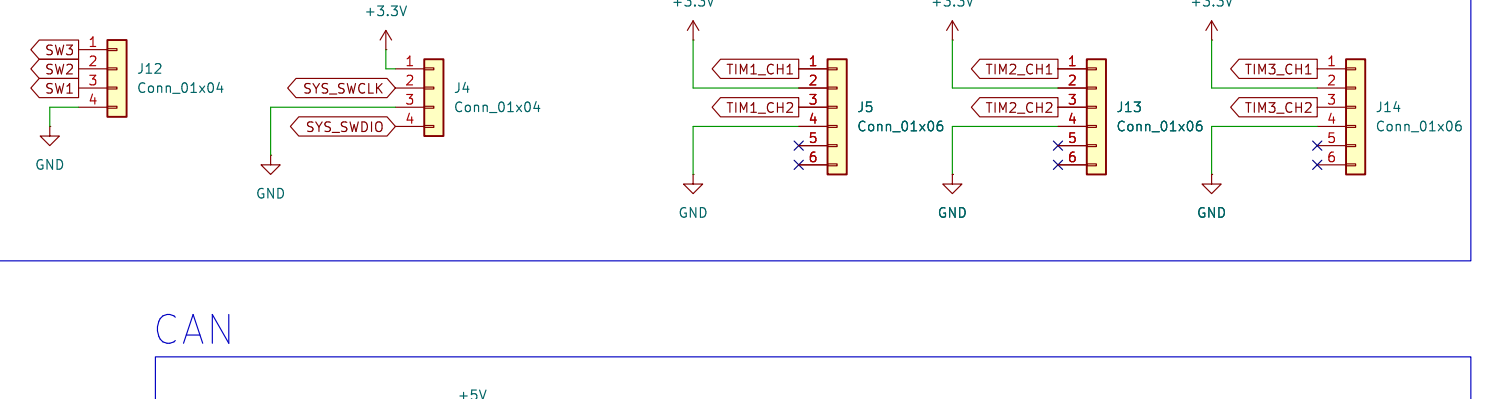 +3.3V
+3.3V
+3.3V
+3.3V
SW3 1
SW2 2
SW1 3
4
J12
Conn_01x04
GND
1
SYS_SWCLK 2
3
SYS_SWDIO 4
J4
Conn_01x04
GND
TIM1_CH1 1
2
TIM1_CH2 3
4
5
6
J5
Conn_01x06
GND
TIM2_CH1 1
2
TIM2_CH2 3
4
5
6
J13
Conn_01x06
GND
TIM3_CH1 1
2
TIM3_CH2 3
4
5
6
J14
Conn_01x06
GND
CAN
+5V